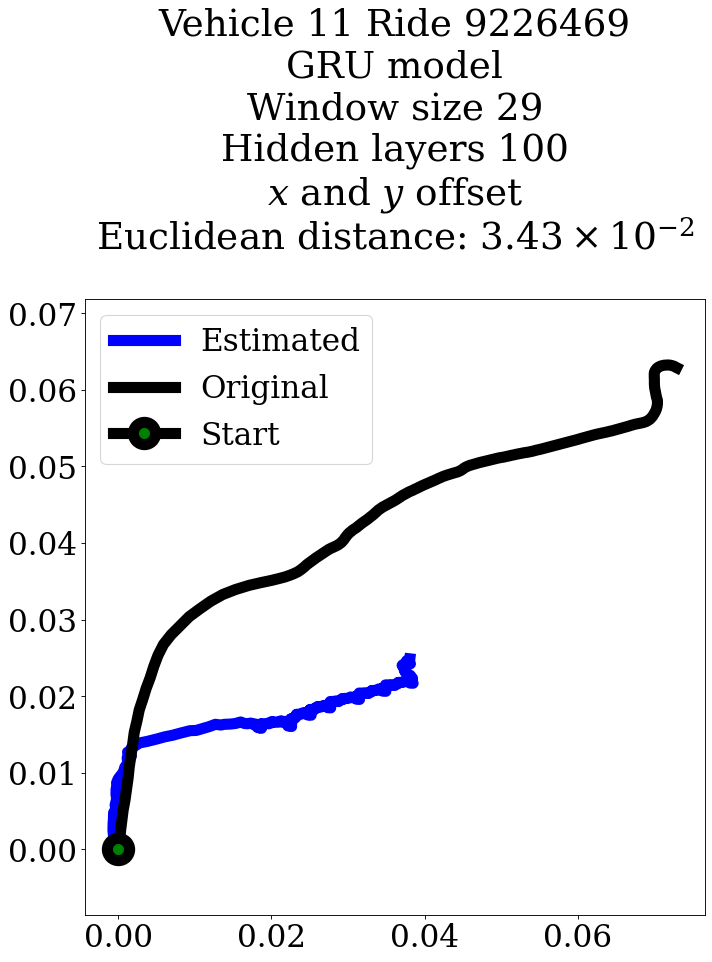 Vehicle 11 Ride 9226469
GRU model
Window size 29
Hidden layers 100
x and y offset
Euclidean distance: 3.43 × 10⁻²
0.07
0.06
0.05
0.04
0.03
0.02
0.01
0.00
Estimated
Original
Start
0.00 0.02 0.04 0.06